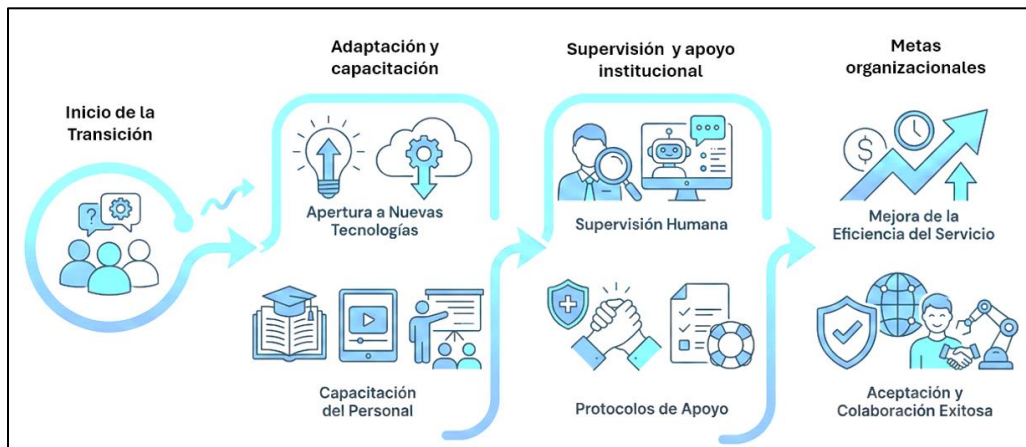 Inicio de la
Transición
Adaptación y
capacitación
Apertura a Nuevas
Tecnologías
Capacitación
del Personal
Supervisión y apoyo
institucional
Supervisión Humana
Protocolos de Apoyo
Metas
organizacionales
$
Mejora de la
Eficiencia del Servicio
Aceptación y
Colaboración Exitosa
?